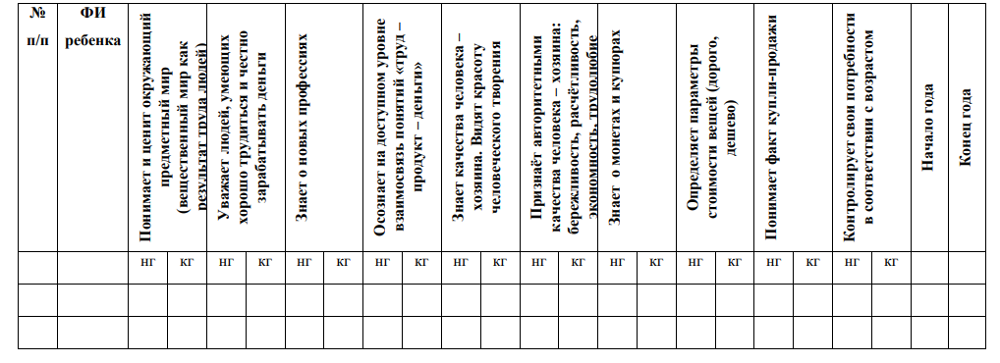 №
п/п
ФИ
ребенка
Понимает и ценит окружающий
предметный мир
(вещественный мир как
результат труда людей)
Уважает людей, умеющих
хорошо трудиться и честно
зарабатывать деньги
Знает о новых профессиях
Осознает на доступном уровне
взаимосвязь понятий «труд –
продукт – деньги»
Знает качества человека –
хозяина. Видят красоту
человеческого творения
Признаёт авторитетными
качества человека – хозяина:
бережливость, расчётливость,
экономность, трудолюбие
Знает о монетах и купюрах
Определяет параметры
стоимости вещей (дорого,
дешево)
Понимает факт купли-продажи
Контролирует свои потребности
в соответствии с возрастом
Начало года
Конец года
нг кг нг кг нг кг нг кг нг кг нг кг нг кг нг кг нг кг нг кг